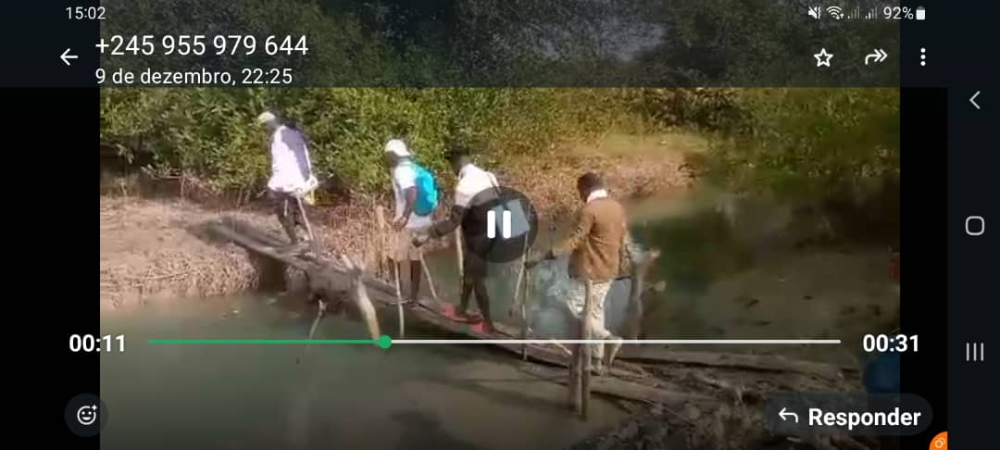 15:02
92%
+245 955 979 644
9 de dezembro, 22:25
00:11
00:31
Responder